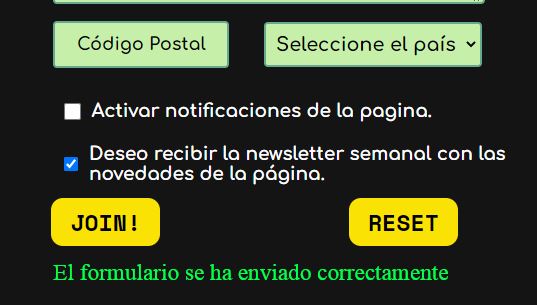 Código Postal
Seleccione el país
Activar notificaciones de la pagina.
Deseo recibir la newsletter semanal con las
novedades de la página.
JOIN!
RESET
El formulario se ha enviado correctamente